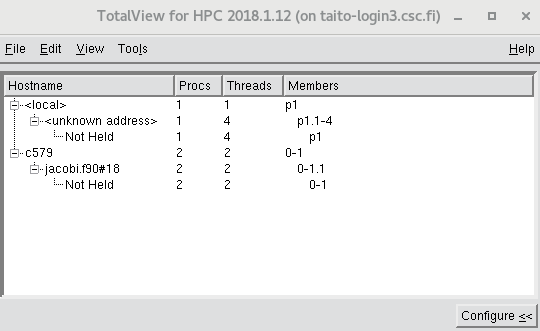 TotalView for HPC 2018.1.12 (on taito-login3.csc.fi)
File Edit View Tools Help
Hostname Procs Threads Members
<local> 1 1 p1
<unknown address> 1 4 p1.1-4
Not Held 1 4 p1
c579 2 2 0-1
jacobi.f90#18 2 2 0-1.1
Not Held 2 2 0-1
Configure <<